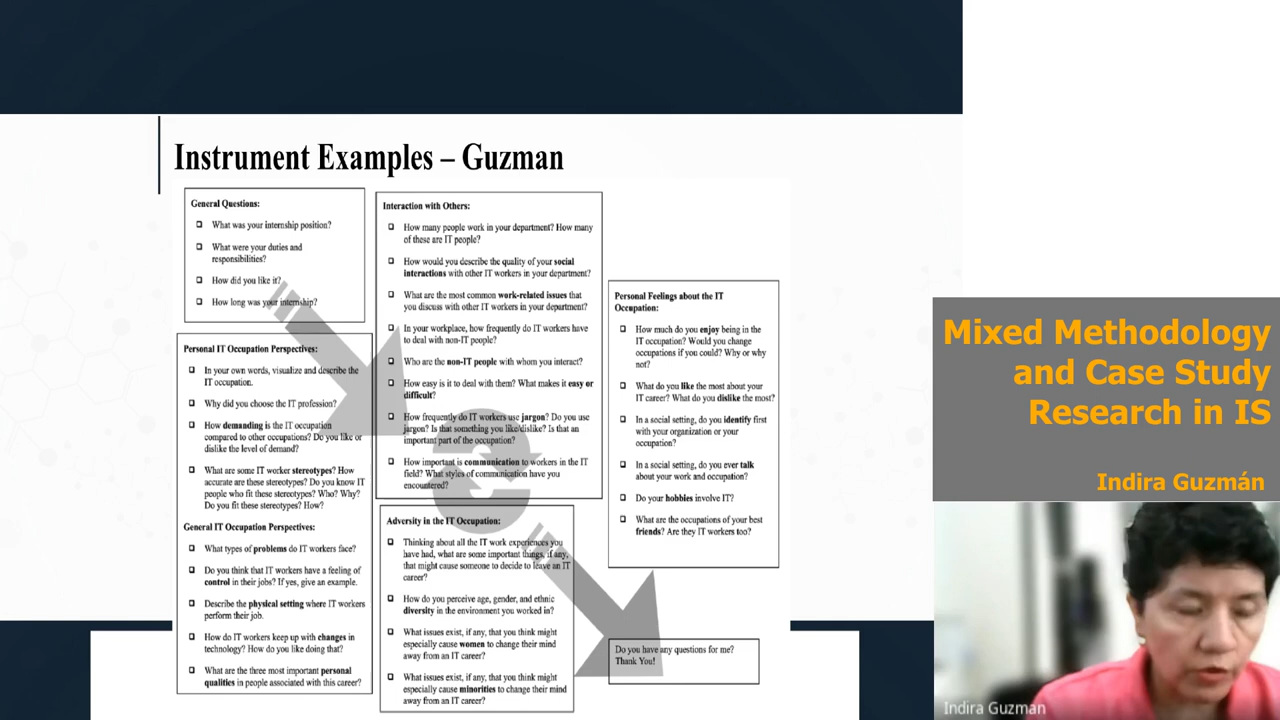 Instrument Examples – Guzman
General Questions:
❑ What was your internship position?
❑ What were your duties and
responsibilities?
❑ How did you like it?
❑ How long was your internship?
Personal IT Occupation Perspectives:
❑ In your own words, visualize and describe the
IT occupation.
❑ Why did you choose the IT profession?
❑ How demanding is the IT occupation
compared to other occupations? Do you like or
dislike the level of demand?
❑ What are some IT worker stereotypes? How
accurate are these stereotypes? Do you know IT
people who fit these stereotypes? Who? Why?
Do you fit these stereotypes? How?
General IT Occupation Perspectives:
❑ What types of problems do IT workers face?
❑ Do you think that IT workers have a feeling of
control in their jobs? If yes, give an example.
❑ Describe the physical setting where IT workers
perform their job.
❑ How do IT workers keep up with changes in
technology? How do you like doing that?
❑ What are the three most important personal
qualities in people associated with this career?
Interaction with Others:
❑ How many people work in your department? How many
of these are IT people?
❑ How would you describe the quality of your social
interactions with other IT workers in your department?
❑ What are the most common work-related issues that
you discuss with other IT workers in your department?
❑ In your workplace, how frequently do IT workers have
to deal with non-IT people?
❑ Who are the non-IT people with whom you interact?
❑ How easy is it to deal with them? What makes it easy or
difficult?
❑ How frequently do IT workers use jargon? Do you use
jargon? Is that something you like/dislike? Is that an
important part of the occupation?
❑ How important is communication to workers in the IT
field? What styles of communication have you
encountered?
Adversity in the IT Occupation:
❑ Thinking about all the IT work experiences you
have had, what are some important things, if any,
that might cause someone to decide to leave an IT
career?
❑ How do you perceive age, gender, and ethnic
diversity in the environment you worked in?
❑ What issues exist, if any, that you think might
especially cause women to change their mind
away from an IT career?
❑ What issues exist, if any, that you think might
especially cause minorities to change their mind
away from an IT career?
Personal Feelings about the IT
Occupation:
❑ How much do you enjoy being in the
IT occupation? Would you change
occupations if you could? Why or why
not?
❑ What do you like the most about your
IT career? What do you dislike the most?
❑ In a social setting, do you identify first
with your organization or your
occupation?
❑ In a social setting, do you ever talk
about your work and occupation?
❑ Do your hobbies involve IT?
❑ What are the occupations of your best
friends? Are they IT workers too?
Do you have any questions for me?
Thank You!
Mixed Methodology
and Case Study
Research in IS
Indira Guzmán
Indira Guzman